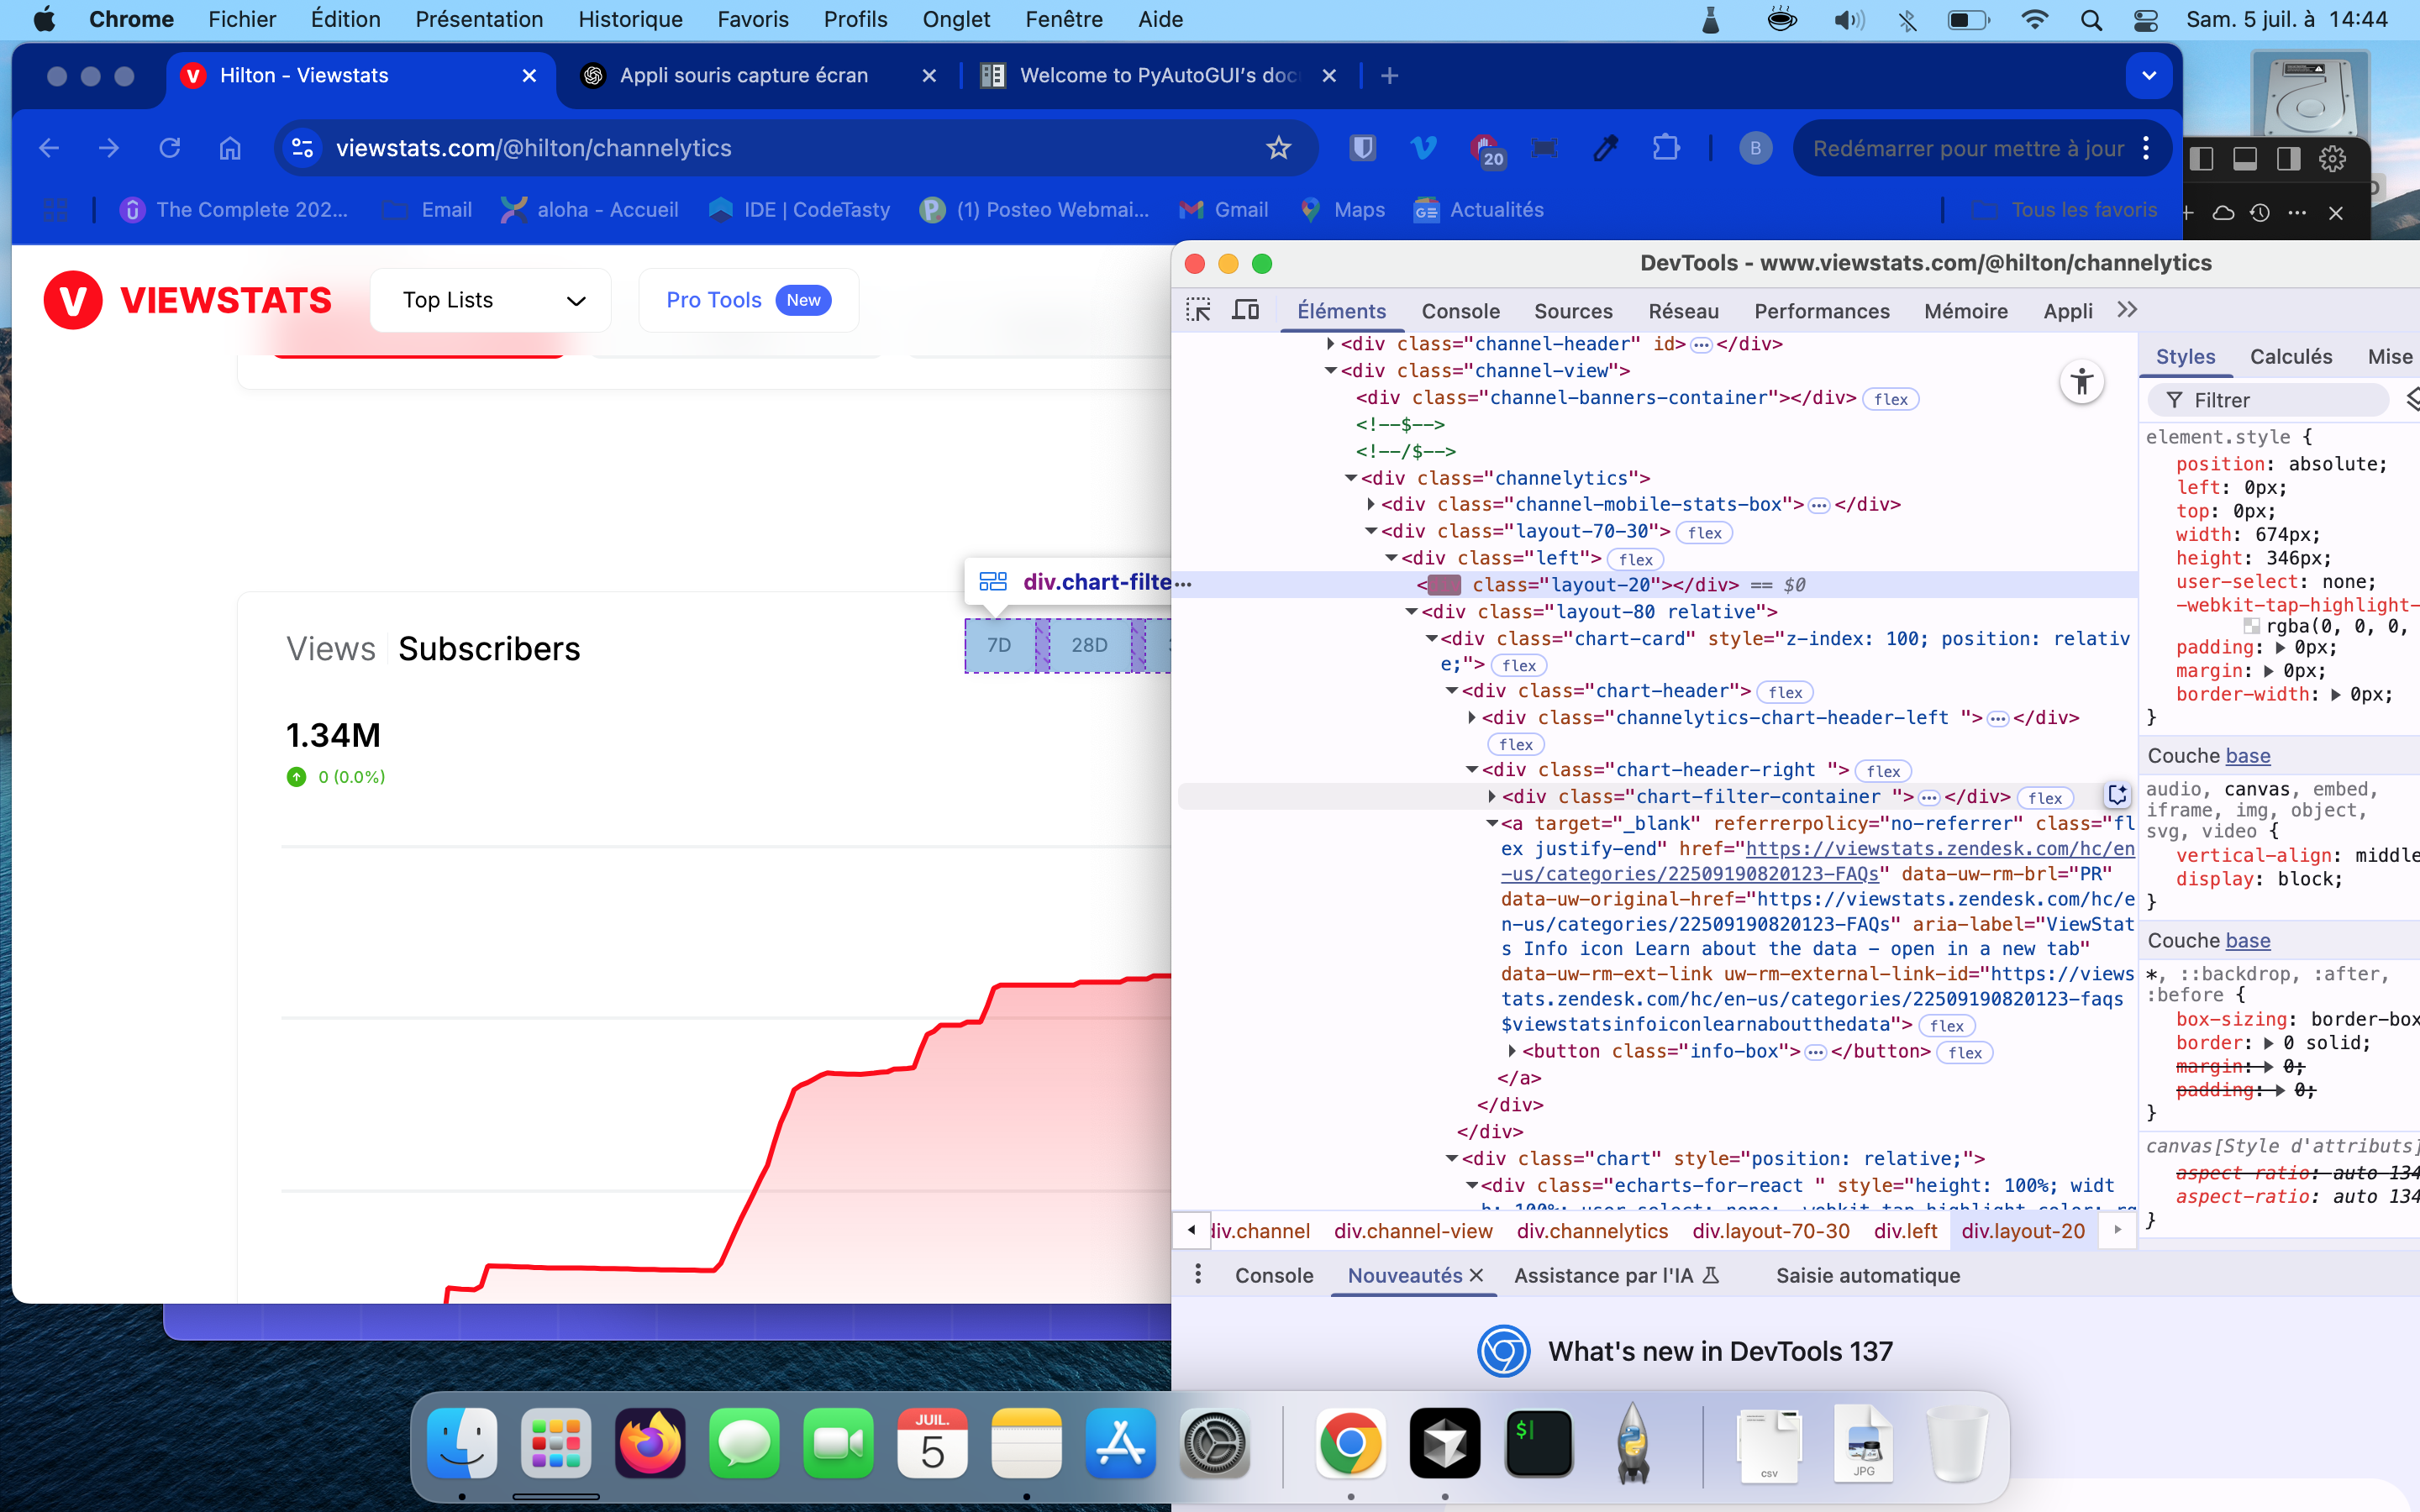 Chrome Fichier Édition Présentation Historique Favoris Profils Onglet Fenêtre Aide Sam. 5 juil. à 14:44
Hilton - Viewstats Appli souris capture écran Welcome to PyAutoGUI's doc
viewstats.com/@hilton/channelytics 20 B Redémarrer pour mettre à jour
The Complete 202... Email aloha - Accueil IDE | CodeTasty (1) Posteo Webmai... Gmail Maps Actualités Tous les favoris
VIEWSTATS Top Lists Pro Tools New
div.chart-filte
Views Subscribers 7D 28D
1.34M
0 (0.0%)
DevTools - www.viewstats.com/@hilton/channelytics
Éléments Console Sources Réseau Performances Mémoire Appli
<div class="channel-header" id>…</div>
<div class="channel-view">
<div class="channel-banners-container"></div> flex
<!--$-->
<!--/$-->
<div class="channelytics">
<div class="channel-mobile-stats-box">…</div>
<div class="layout-70-30"> flex
<div class="left"> flex
< class="layout-20"></div> == $0
<div class="layout-80 relative">
<div class="chart-card" style="z-index: 100; position: relativ
e;"> flex
<div class="chart-header"> flex
<div class="channelytics-chart-header-left ">…</div>
flex
<div class="chart-header-right "> flex
<div class="chart-filter-container ">…</div> flex
<a target="_blank" referrerpolicy="no-referrer" class="fl
ex justify-end" href="https://viewstats.zendesk.com/hc/en
-us/categories/22509190820123-FAQs" data-uw-rm-brl="PR"
data-uw-original-href="https://viewstats.zendesk.com/hc/e
n-us/categories/22509190820123-FAQs" aria-label="ViewStat
s Info icon Learn about the data - open in a new tab"
data-uw-rm-ext-link uw-rm-external-link-id="https://views
tats.zendesk.com/hc/en-us/categories/22509190820123-faqs
$viewstatsinfoiconlearnaboutthedata"> flex
<button class="info-box">…</button> flex
</a>
</div>
</div>
<div class="chart" style="position: relative;">
<div class="echarts-for-react " style="height: 100%; widt
div.channel div.channel-view div.channelytics div.layout-70-30 div.left div.layout-20
Styles Calculés Mise
Filtrer
element.style {
position: absolute;
left: 0px;
top: 0px;
width: 674px;
height: 346px;
user-select: none;
-webkit-tap-highlight-
rgba(0, 0, 0,
padding: 0px;
margin: 0px;
border-width: 0px;
}
Couche base
audio, canvas, embed,
iframe, img, object,
svg, video {
vertical-align: middle
display: block;
}
Couche base
*, ::backdrop, :after,
:before {
box-sizing: border-box
border: 0 solid;
margin: 0;
padding: 0;
}
canvas[Style d'attributs]
aspect-ratio: auto 134
aspect-ratio: auto 134
}
Console Nouveautés Assistance par l'IA Saisie automatique
What's new in DevTools 137
JUIL.
5
$
csv
JPG